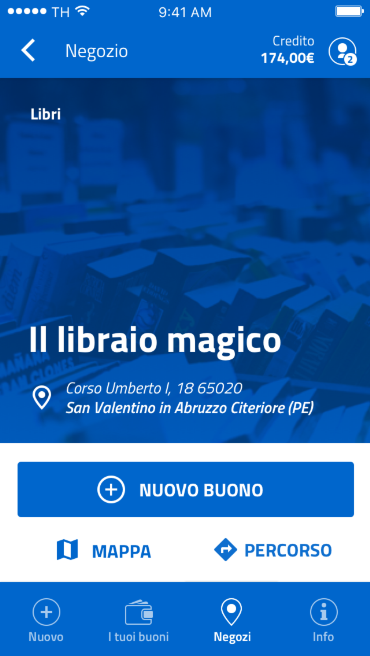 TH 9:41 AM
Negozio
Credito
174,00€
2
Libri
Il libraio magico
Corso Umberto I, 18 65020
San Valentino in Abruzzo Citeriore (PE)
NUOVO BUONO
MAPPA PERCORSO
Nuovo I tuoi buoni Negozi Info